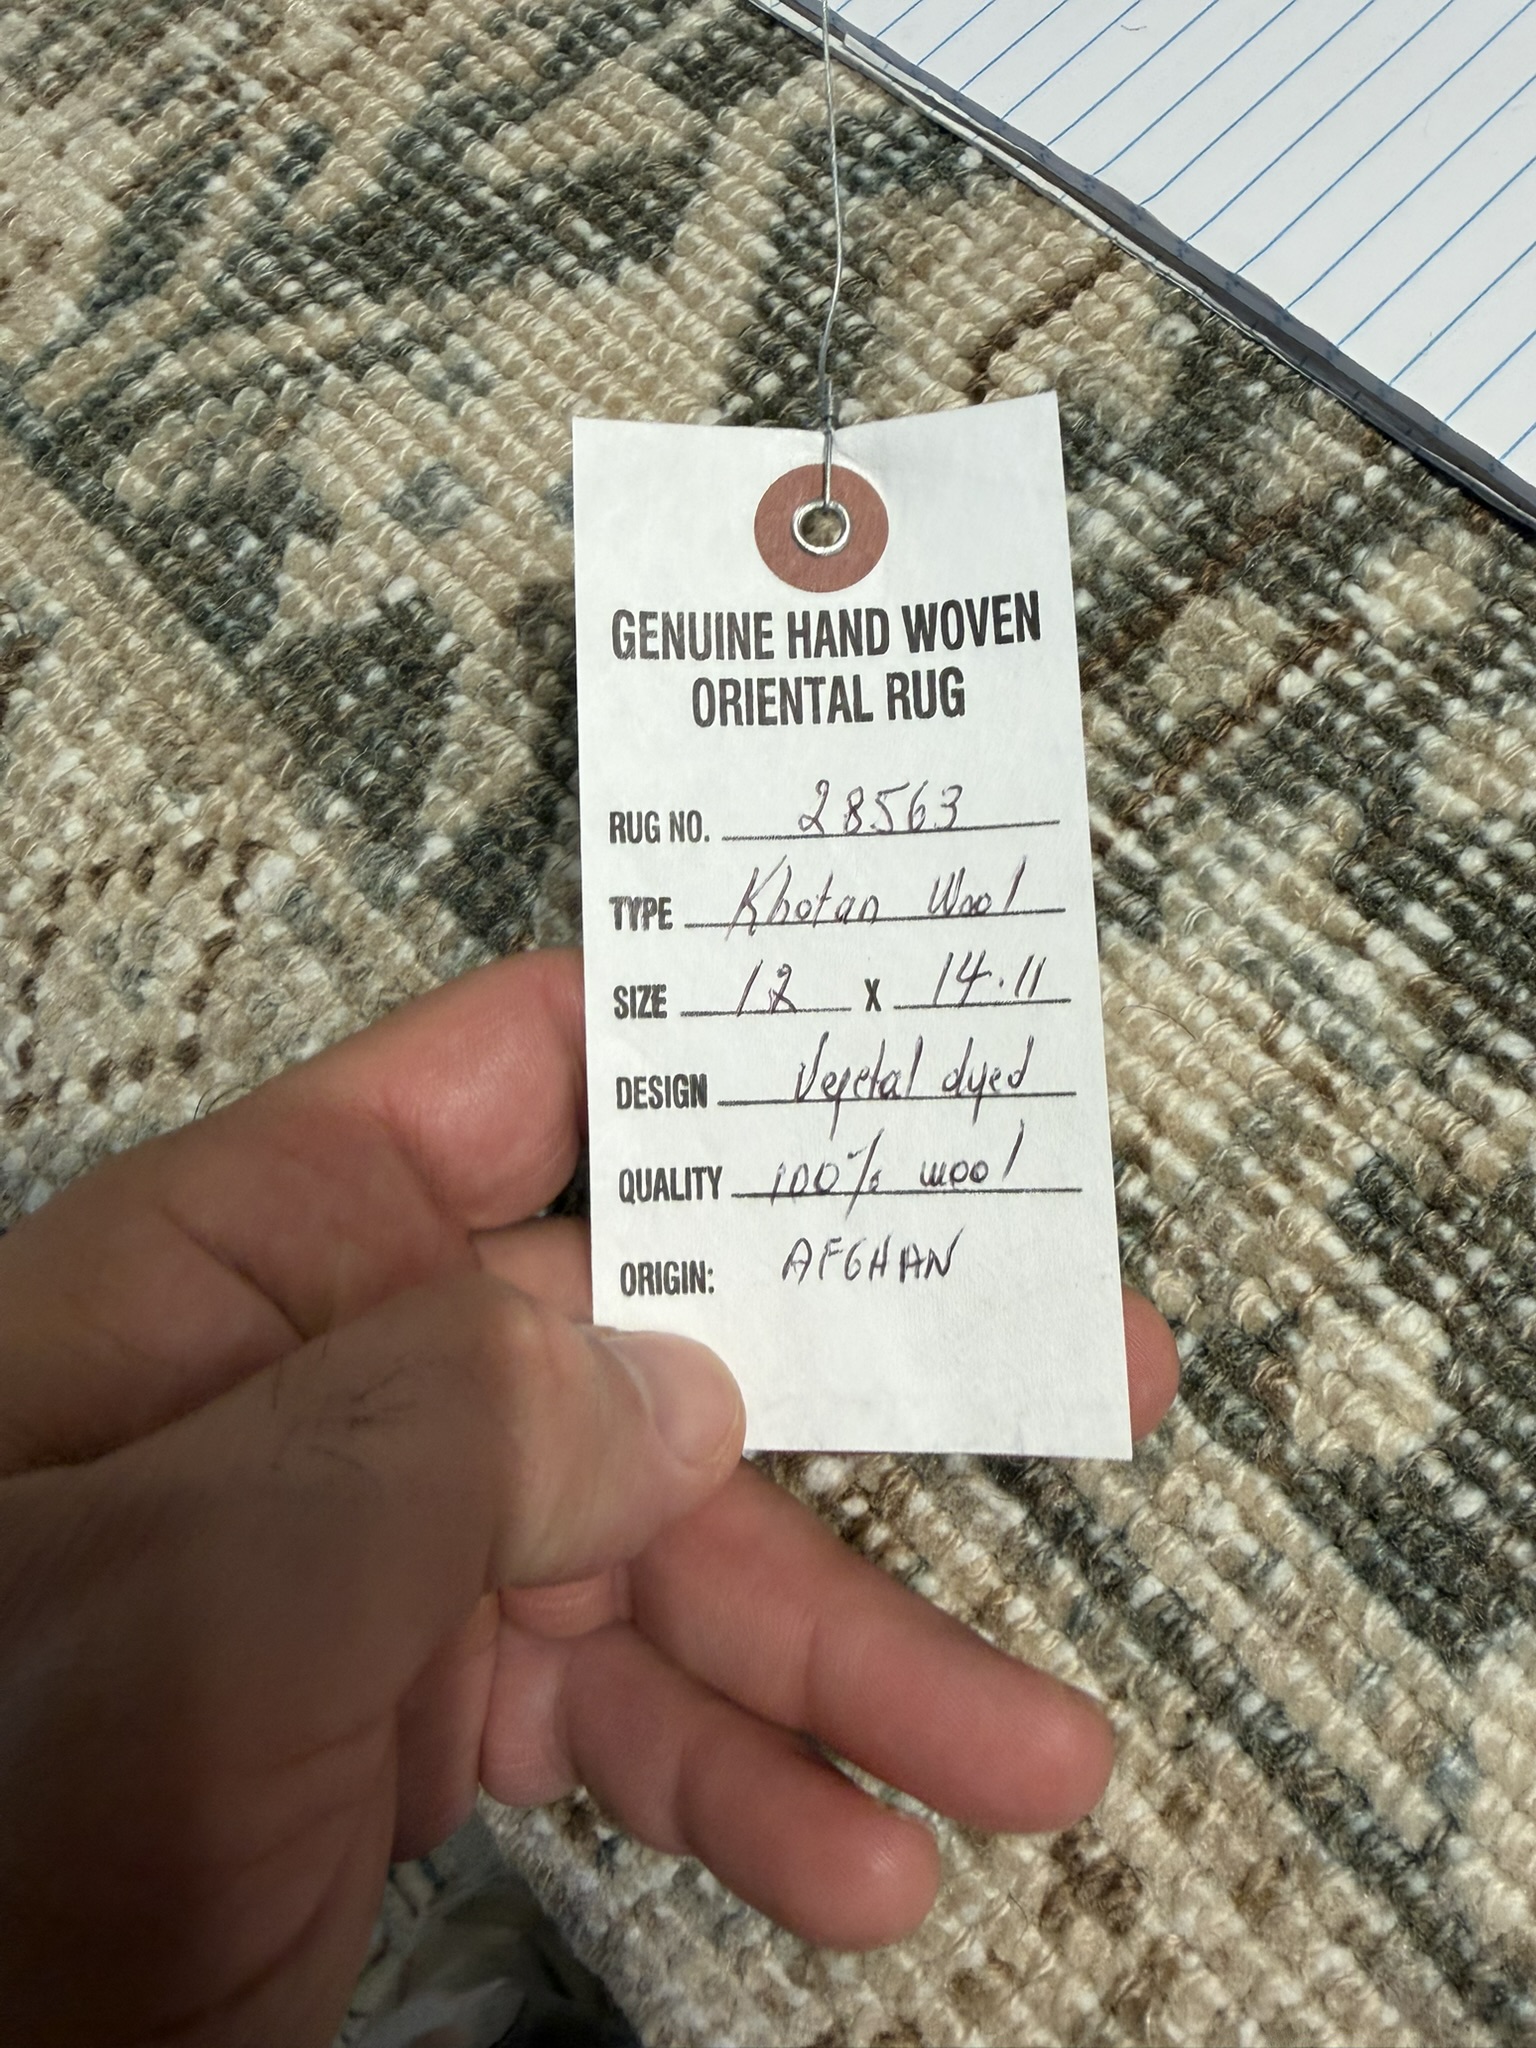 GENUINE HAND WOVEN
ORIENTAL RUG
RUG NO. 28563
TYPE Khotan Wool
SIZE 12 X 14.11
DESIGN Vegetal dyed
QUALITY 100% wool
ORIGIN: AFGHAN